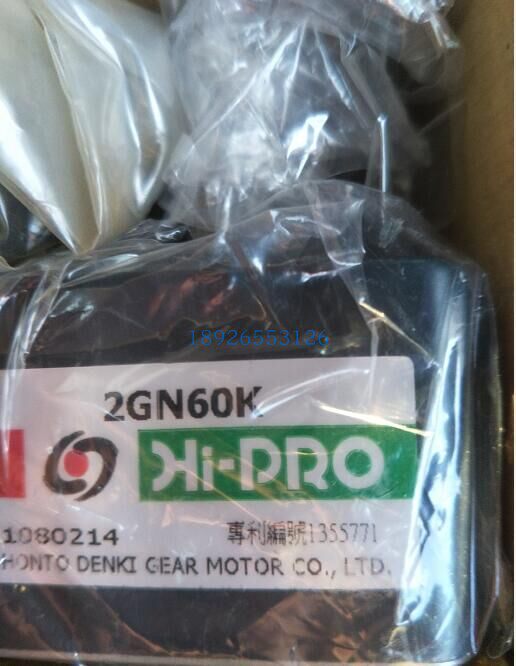 18926553126
2GN60K
Hi-PRO
1080214 專利編號1355771
HONTO DENKI GEAR MOTOR CO., LTD.